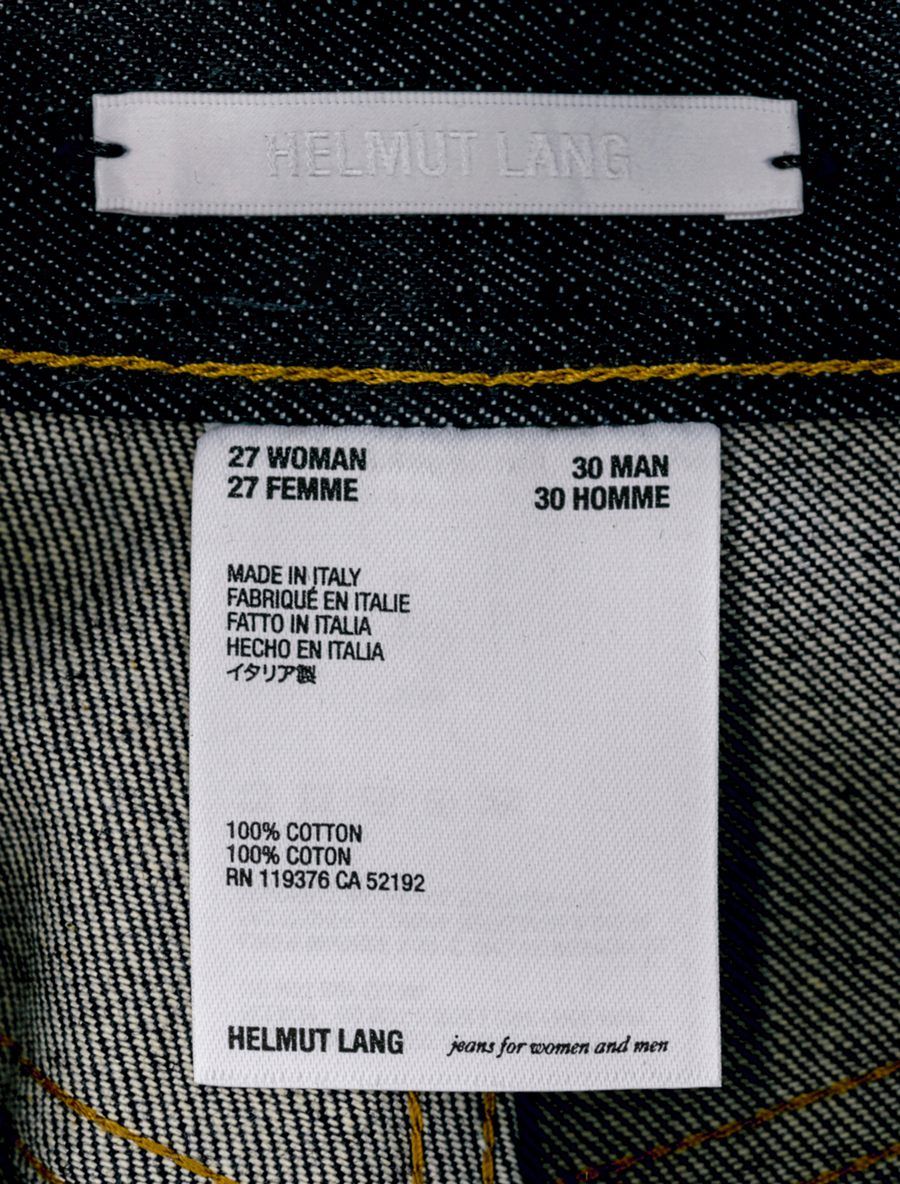 HELMUT LANG
27 WOMAN
27 FEMME
30 MAN
30 HOMME
MADE IN ITALY
FABRIQUÉ EN ITALIE
FATTO IN ITALIA
HECHO EN ITALIA
イタリア製
100% COTTON
100% COTON
RN 119376 CA 52192
HELMUT LANG
jeans for women and men